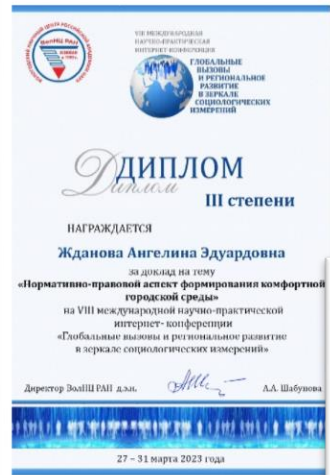 VIII МЕЖДУНАРОДНАЯ
НАУЧНО-ПРАКТИЧЕСКАЯ
ИНТЕРНЕТ-КОНФЕРЕНЦИЯ
ГЛОБАЛЬНЫЕ
ВЫЗОВЫ
И РЕГИОНАЛЬНОЕ
РАЗВИТИЕ
В ЗЕРКАЛЕ
СОЦИОЛОГИЧЕСКИХ
ИЗМЕРЕНИЙ
ДИПЛОМ
Диплом
III степени
НАГРАЖДАЕТСЯ
Жданова Ангелина Эдуардовна
за доклад на тему
«Нормативно-правовой аспект формирования комфортной
городской среды»
на VIII международной научно-практической
интернет- конференции
«Глобальные вызовы и региональное развитие
в зеркале социологических измерений»
Директор ВолНЦ РАН д.э.н.
А.А. Шабунова
27 – 31 марта 2023 года